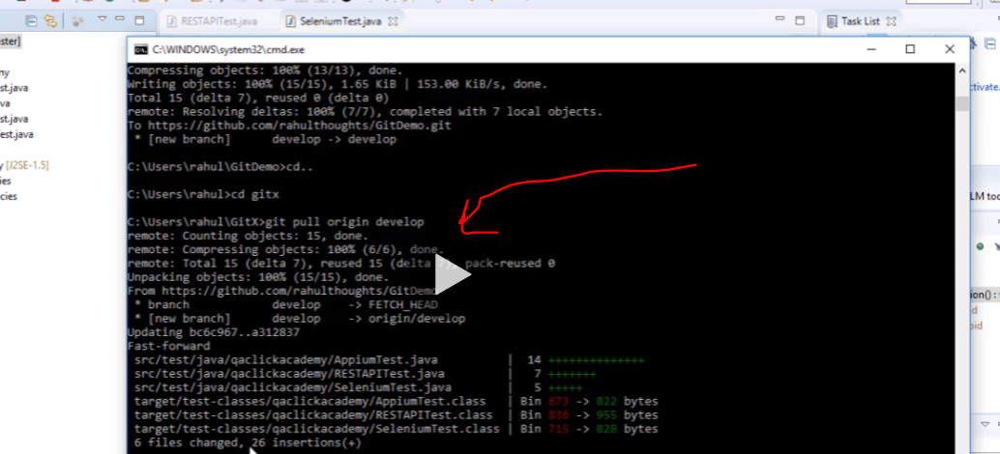 RESTAPITest.java
SeleniumTest.java
Task List
ster]
C:\WINDOWS\system32\cmd.exe
ny
st.java
va
st.java
est.java
y [J2SE-1.5]
ies
cies
Compressing objects: 100% (13/13), done.
Writing objects: 100% (15/15), 1.65 KiB | 153.00 KiB/s, done.
Total 15 (delta 7), reused 0 (delta 0)
remote: Resolving deltas: 100% (7/7), completed with 7 local objects.
To https://github.com/rahulthoughts/GitDemo.git
* [new branch] develop -> develop
C:\Users\rahul\GitDemo>cd..
C:\Users\rahul>cd gitx
C:\Users\rahul\GitX>git pull origin develop
remote: Counting objects: 15, done.
remote: Compressing objects: 100% (6/6), done.
remote: Total 15 (delta 7), reused 15 (delta 7), pack-reused 0
Unpacking objects: 100% (15/15), done.
From https://github.com/rahulthoughts/GitDemo
* branch develop -> FETCH_HEAD
* [new branch] develop -> origin/develop
Updating bc6c967..a312837
Fast-forward
src/test/java/qaclickacademy/AppiumTest.java | 14 ++++++++++++++
src/test/java/qaclickacademy/RESTAPITest.java | 7 +++++++
src/test/java/qaclickacademy/SeleniumTest.java | 5 +++++
target/test-classes/qaclickacademy/AppiumTest.class | Bin 673 -> 822 bytes
target/test-classes/qaclickacademy/RESTAPITest.class | Bin 836 -> 955 bytes
target/test-classes/qaclickacademy/SeleniumTest.class | Bin 715 -> 828 bytes
6 files changed, 26 insertions(+)
ctivate.
LM too
ion() :
d
oid